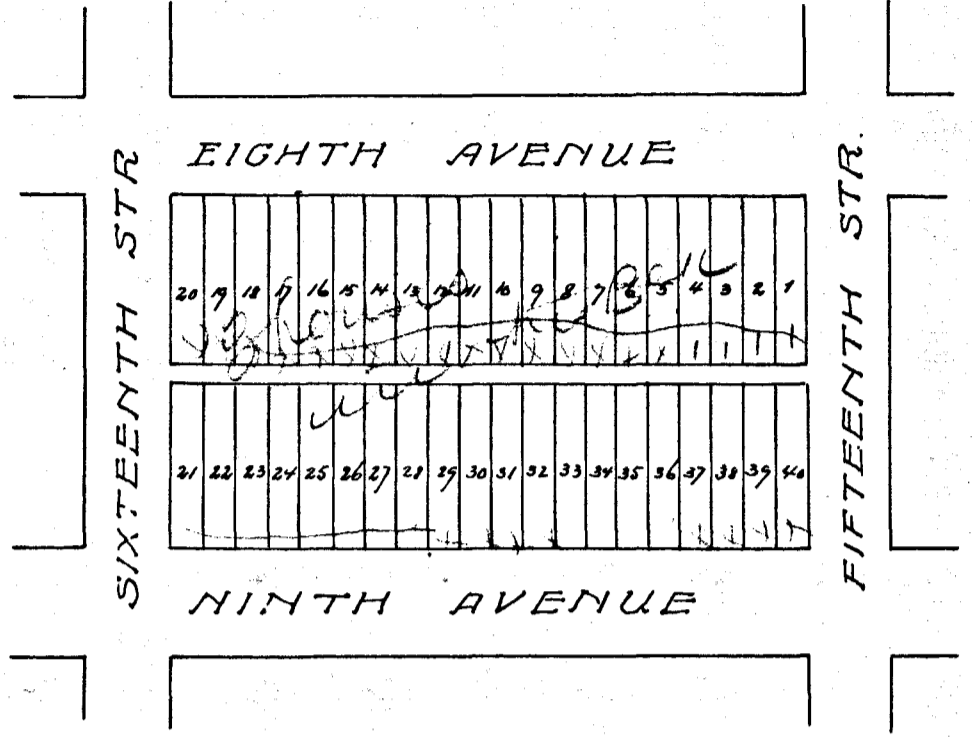 EIGHTH AVENUE
SIXTEENTH STR
FIFTEENTH STR.
20 19 18 17 16 15 14 13 12 11 10 9 8 7 6 5 4 3 2 1
21 22 23 24 25 26 27 28 29 30 31 32 33 34 35 36 37 38 39 40
NINTH AVENUE